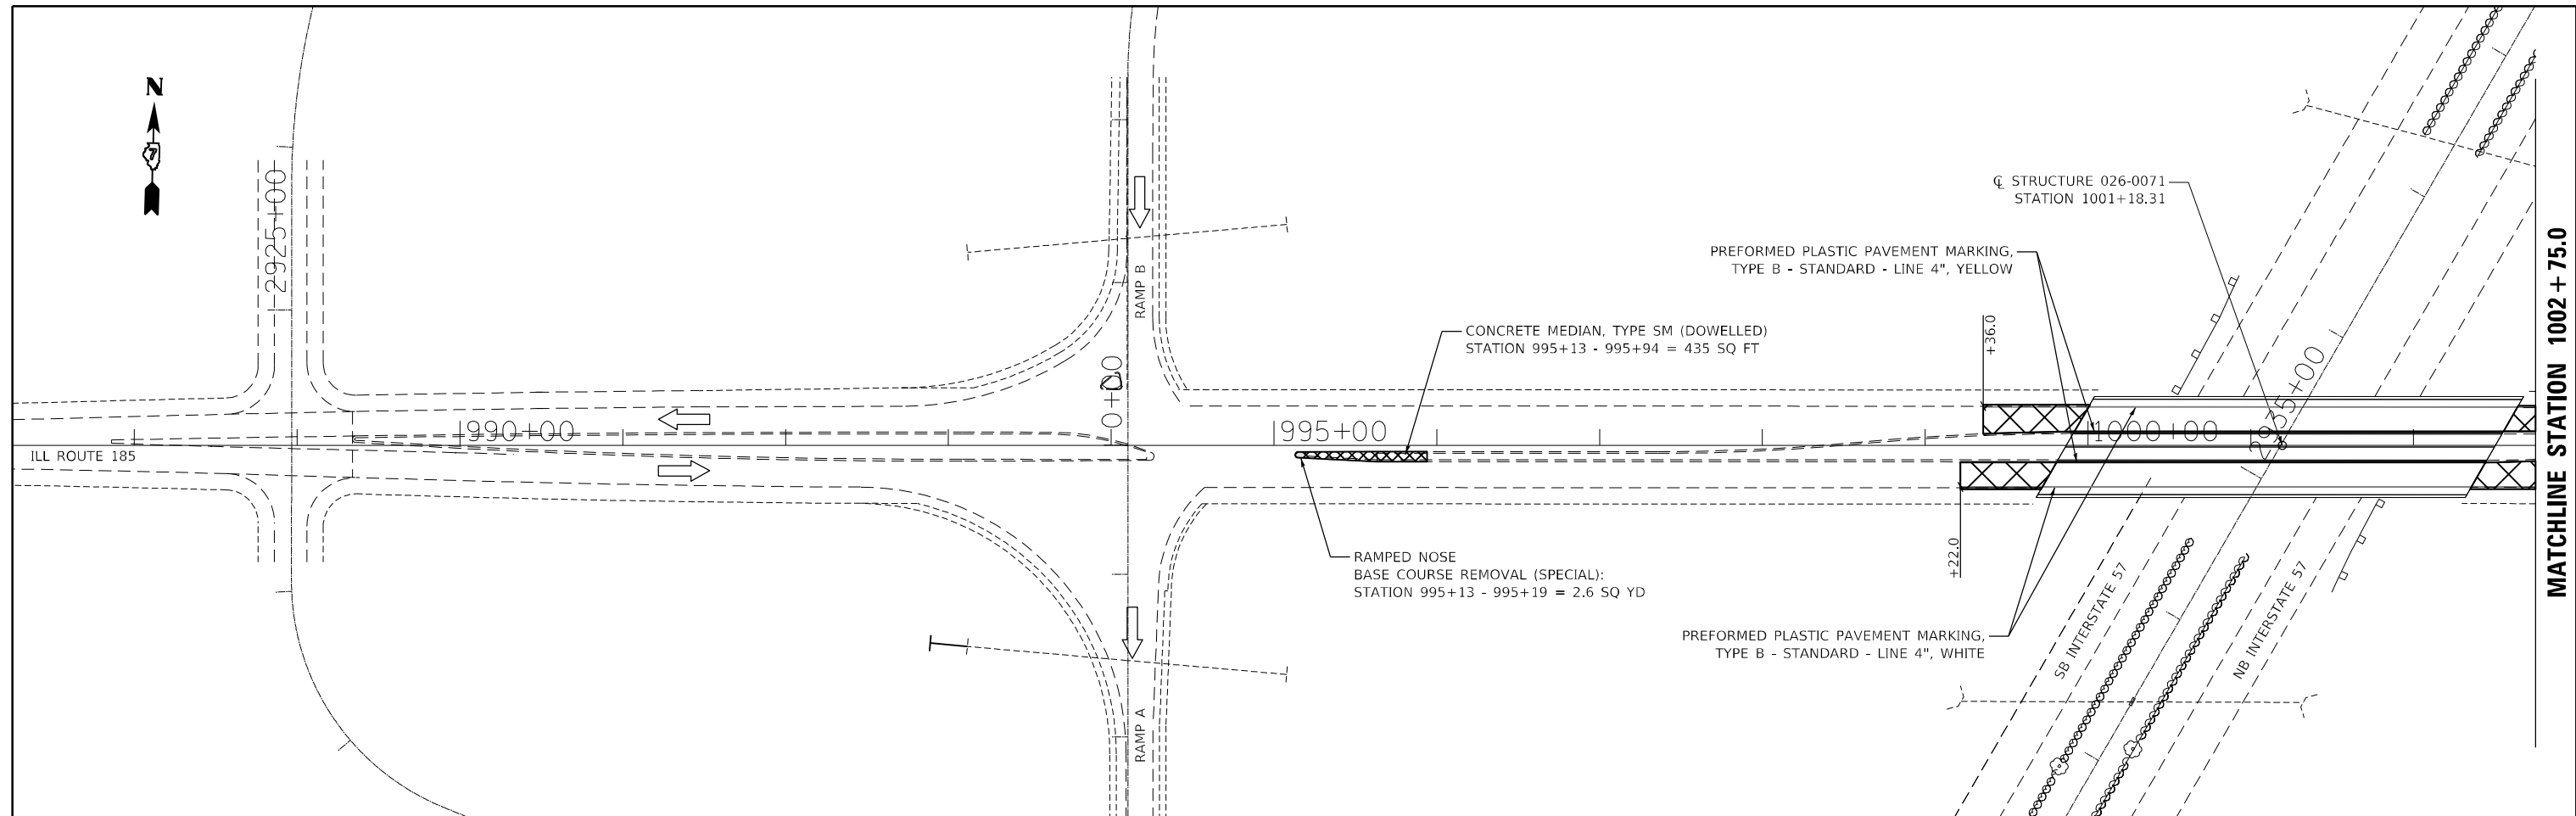 N
7
2925+00
RAMP B
℄ STRUCTURE 026-0071
STATION 1001+18.31
PREFORMED PLASTIC PAVEMENT MARKING,
TYPE B - STANDARD - LINE 4", YELLOW
CONCRETE MEDIAN, TYPE SM (DOWELLED)
STATION 995+13 - 995+94 = 435 SQ FT
+36.0
MATCHLINE STATION 1002+75.0
990+00
995+00
1000+00
2935+00
ILL ROUTE 185
RAMPED NOSE
BASE COURSE REMOVAL (SPECIAL):
STATION 995+13 - 995+19 = 2.6 SQ YD
+22.0
PREFORMED PLASTIC PAVEMENT MARKING,
TYPE B - STANDARD - LINE 4", WHITE
SB INTERSTATE 57
NB INTERSTATE 57
RAMP A